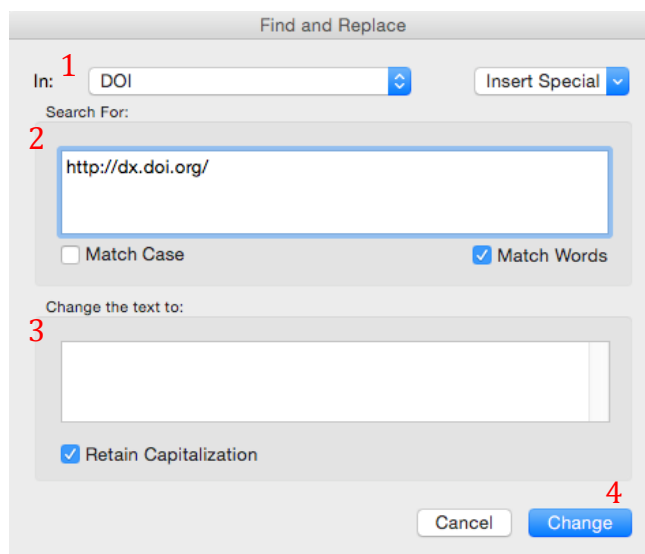 Find and Replace
1
In: DOI Insert Special
Search For:
2
http://dx.doi.org/
Match Case Match Words
Change the text to:
3
Retain Capitalization
4
Cancel Change